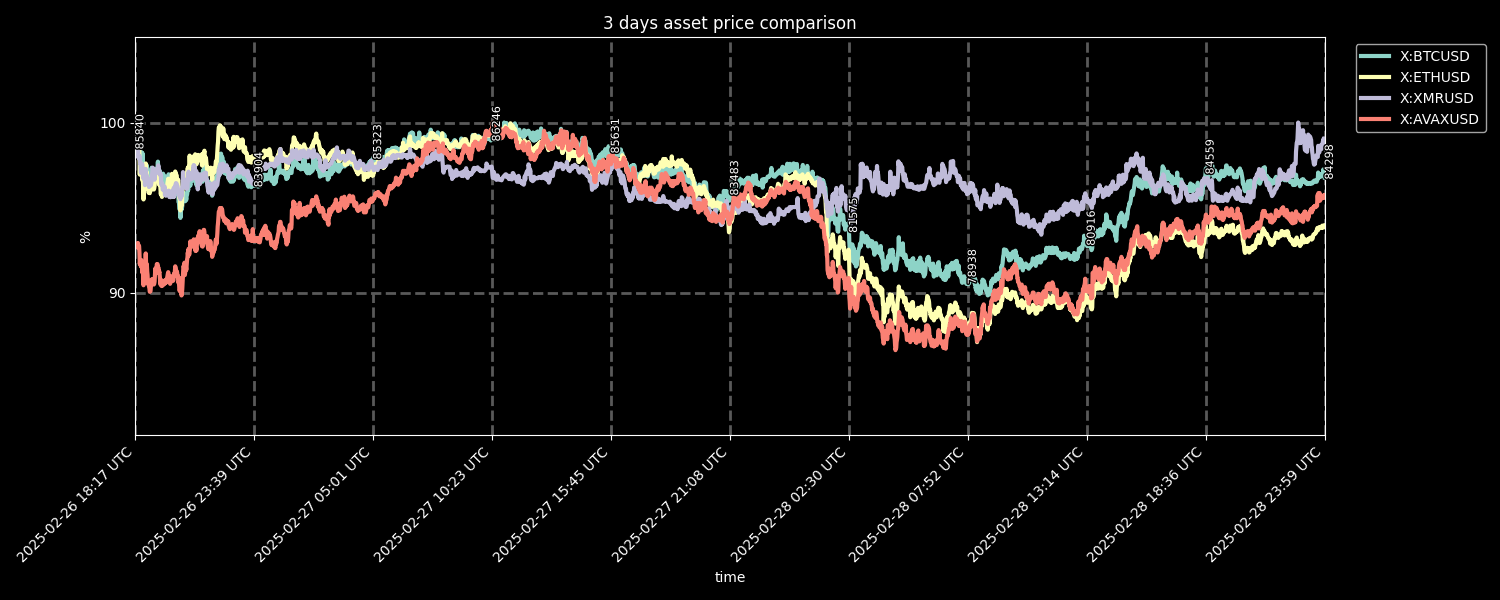 3 days asset price comparison
X:BTCUSD
X:ETHUSD
X:XMRUSD
X:AVAXUSD
100
90
%
85840
83904
85323
86246
85631
83483
81575
78938
80916
84559
84298
2025-02-26 18:17 UTC
2025-02-26 23:39 UTC
2025-02-27 05:01 UTC
2025-02-27 10:23 UTC
2025-02-27 15:45 UTC
2025-02-27 21:08 UTC
2025-02-28 02:30 UTC
2025-02-28 07:52 UTC
2025-02-28 13:14 UTC
2025-02-28 18:36 UTC
2025-02-28 23:59 UTC
time